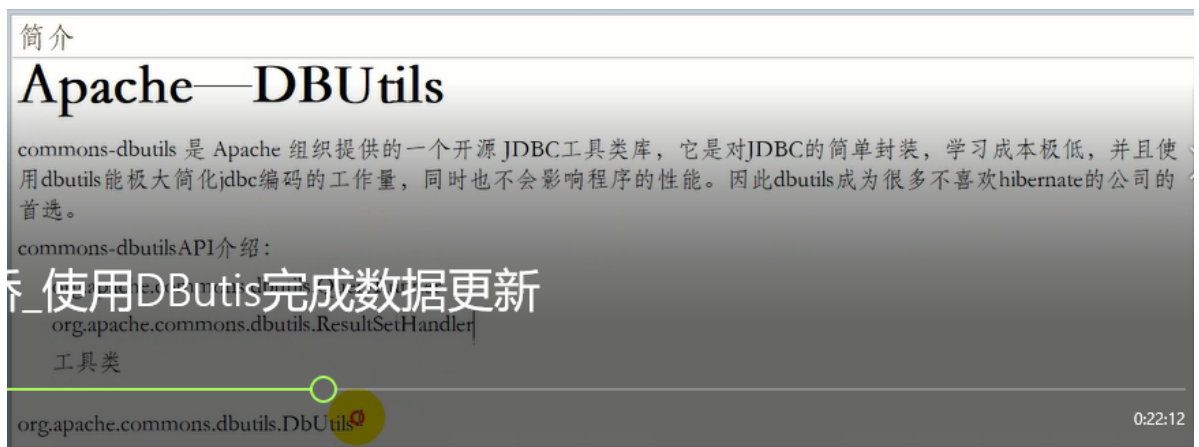 简介
Apache—DBUtils
commons-dbutils 是 Apache 组织提供的一个开源 JDBC工具类库，它是对JDBC的简单封装，学习成本极低，并且使
用dbutils能极大简化jdbc编码的工作量，同时也不会影响程序的性能。因此dbutils成为很多不喜欢hibernate的公司的
首选。
commons-dbutilsAPI介绍：
_使用DButis完成数据更新
org.apache.commons.dbutils.ResultSetHandler
工具类
org.apache.commons.dbutils.DbUtils
0:22:12